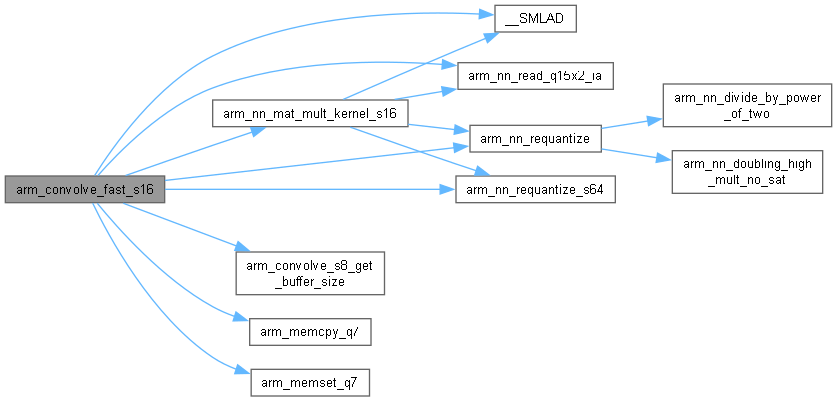 __SMLAD
arm_nn_read_q15x2_ia
arm_nn_divide_by_power
_of_two
arm_nn_mat_mult_kernel_s16
arm_nn_requantize
arm_nn_doubling_high
_mult_no_sat
arm_convolve_fast_s16
arm_nn_requantize_s64
arm_convolve_s8_get
_buffer_size
arm_memcpy_q7
arm_memset_q7